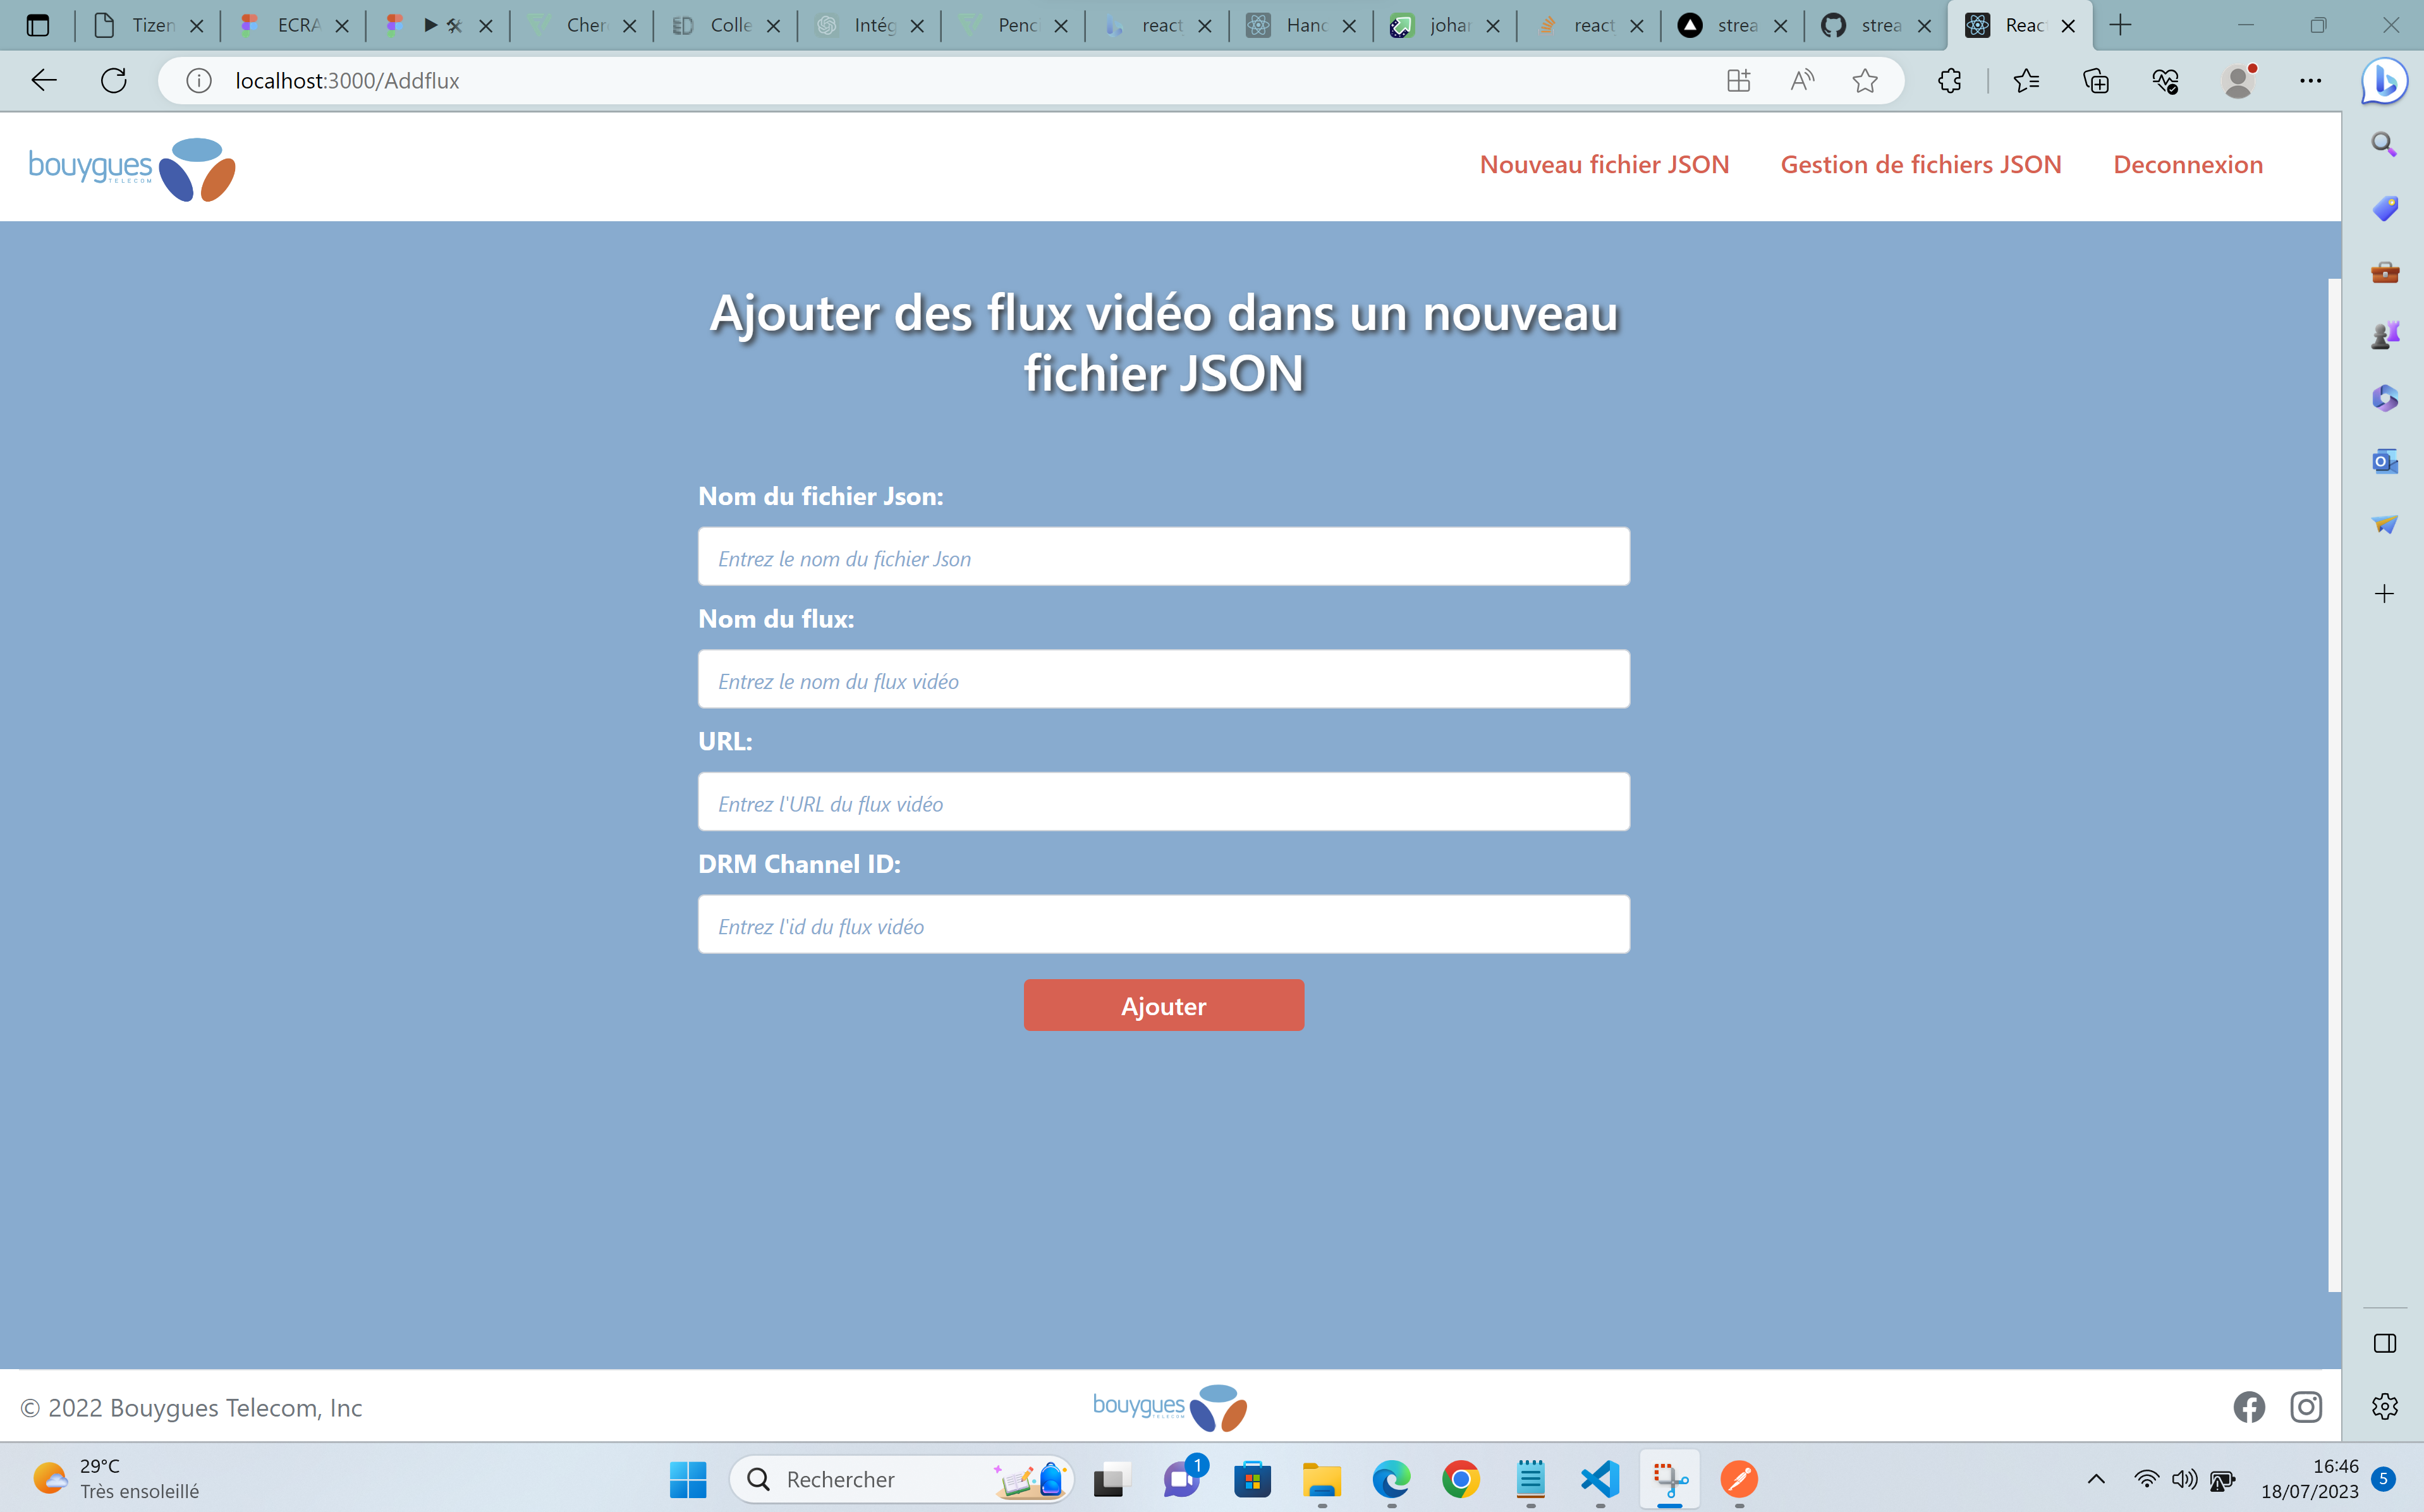 Tizen
ECRA
Cher
Colle
Intég
Penci
react
Hand
johan
react
strea
strea
React
localhost:3000/Addflux
bouygues
TELECOM
Nouveau fichier JSON
Gestion de fichiers JSON
Deconnexion
Ajouter des flux vidéo dans un nouveau
fichier JSON
Nom du fichier Json:
Entrez le nom du fichier Json
Nom du flux:
Entrez le nom du flux vidéo
URL:
Entrez l'URL du flux vidéo
DRM Channel ID:
Entrez l'id du flux vidéo
Ajouter
© 2022 Bouygues Telecom, Inc
bouygues
TELECOM
29°C
Très ensoleillé
Rechercher
1
16:46
18/07/2023
5